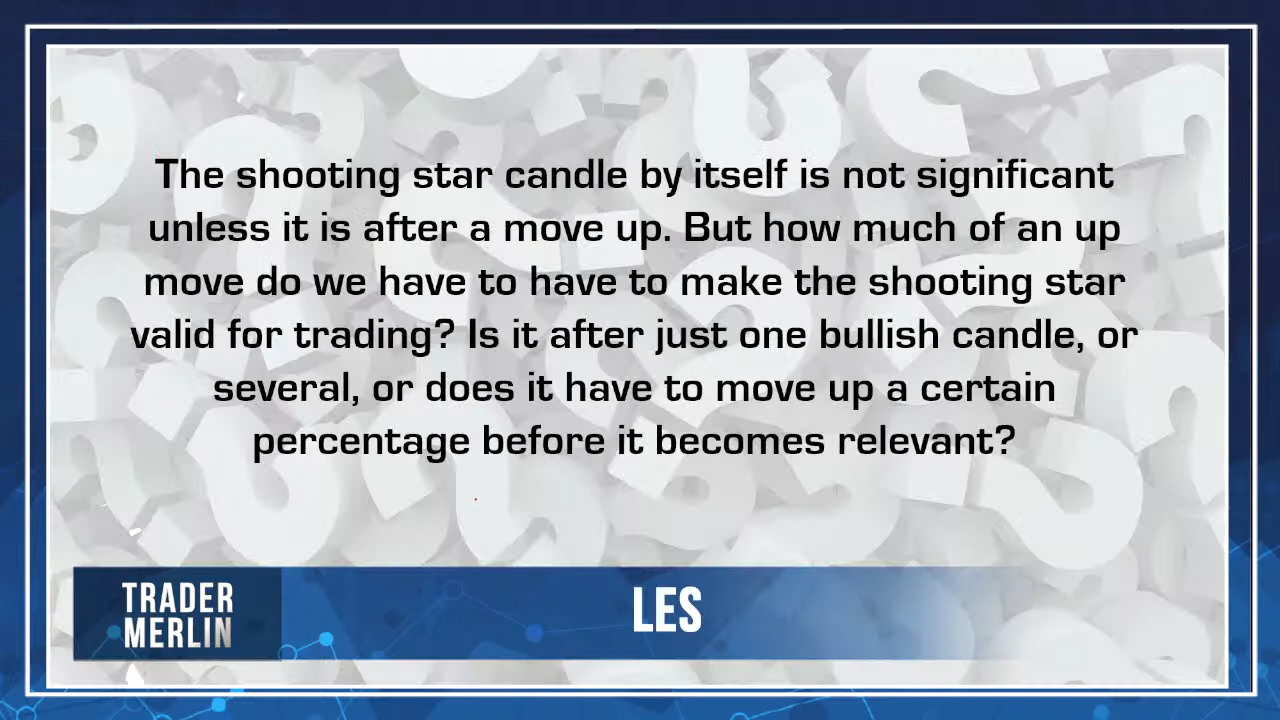 The shooting star candle by itself is not significant
unless it is after a move up. But how much of an up
move do we have to have to make the shooting star
valid for trading? Is it after just one bullish candle, or
several, or does it have to move up a certain
percentage before it becomes relevant?
TRADER
MERLIN
LES